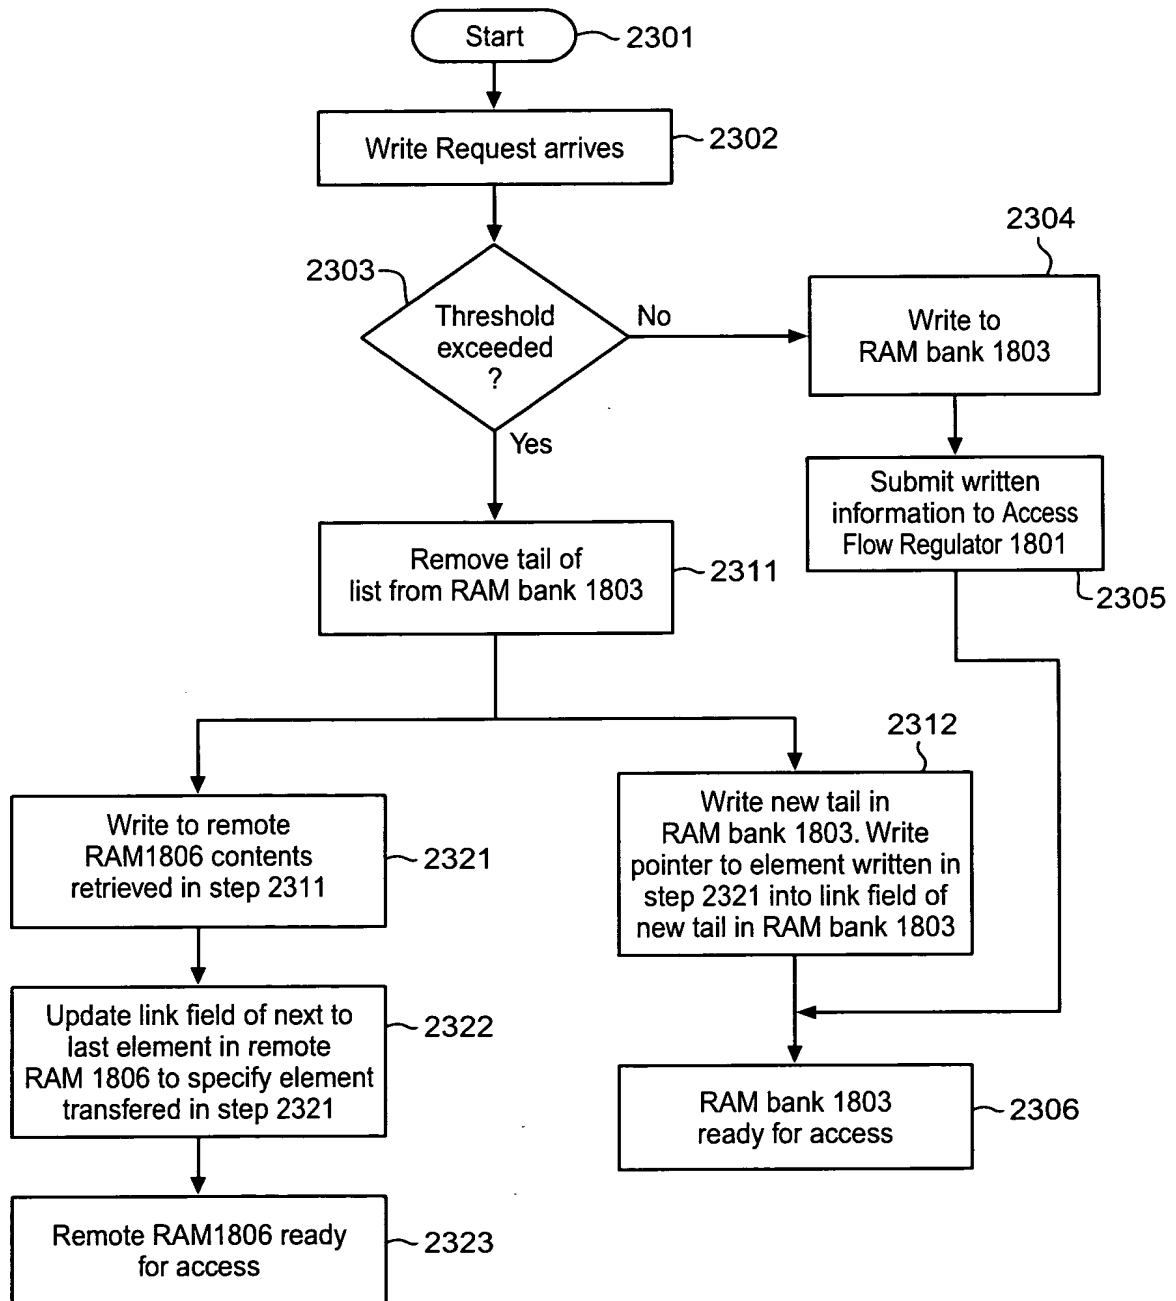 Start
2301
Write Request arrives
2302
2303
Threshold
exceeded
?
No
Yes
2304
Write to
RAM bank 1803
Submit written
information to Access
Flow Regulator 1801
2305
Remove tail of
list from RAM bank 1803
2311
2312
Write new tail in
RAM bank 1803. Write
pointer to element written in
step 2321 into link field of
new tail in RAM bank 1803
Write to remote
RAM1806 contents
retrieved in step 2311
2321
Update link field of next to
last element in remote
RAM 1806 to specify element
transfered in step 2321
2322
RAM bank 1803
ready for access
2306
Remote RAM1806 ready
for access
2323